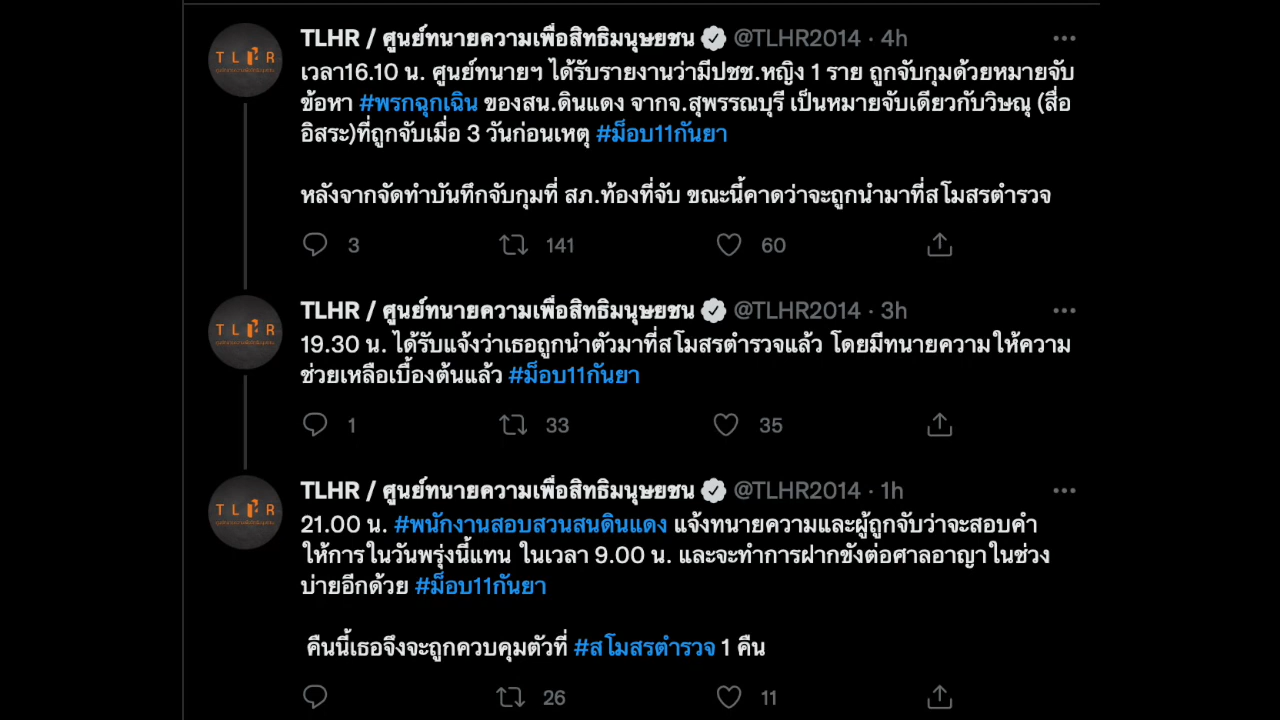 TLHR / ศูนย์ทนายความเพื่อสิทธิมนุษยชน @TLHR2014 · 4h
เวลา16.10 น. ศูนย์ทนายฯ ได้รับรายงานว่ามีปชช.หญิง 1 ราย ถูกจับกุมด้วยหมายจับ
ข้อหา #พรกฉุกเฉิน ของสน.ดินแดง จากจ.สุพรรณบุรี เป็นหมายจับเดียวกับวิษณุ (สื่อ
อิสระ)ที่ถูกจับเมื่อ 3 วันก่อนเหตุ #ม็อบ11กันยา
หลังจากจัดทำบันทึกจับกุมที่ สภ.ท้องที่จับ ขณะนี้คาดว่าจะถูกนำมาที่สโมสรตำรวจ
3 141 60
TLHR / ศูนย์ทนายความเพื่อสิทธิมนุษยชน @TLHR2014 · 3h
19.30 น. ได้รับแจ้งว่าเธอถูกนำตัวมาที่สโมสรตำรวจแล้ว โดยมีทนายความให้ความ
ช่วยเหลือเบื้องต้นแล้ว #ม็อบ11กันยา
1 33 35
TLHR / ศูนย์ทนายความเพื่อสิทธิมนุษยชน @TLHR2014 · 1h
21.00 น. #พนักงานสอบสวนสนดินแดง แจ้งทนายความและผู้ถูกจับว่าจะสอบคำ
ให้การในวันพรุ่งนี้แทน ในเวลา 9.00 น. และจะทำการฝากขังต่อศาลอาญาในช่วง
บ่ายอีกด้วย #ม็อบ11กันยา
คืนนี้เธอจึงจะถูกควบคุมตัวที่ #สโมสรตำรวจ 1 คืน
26 11
TLHR
TLHR
TLHR